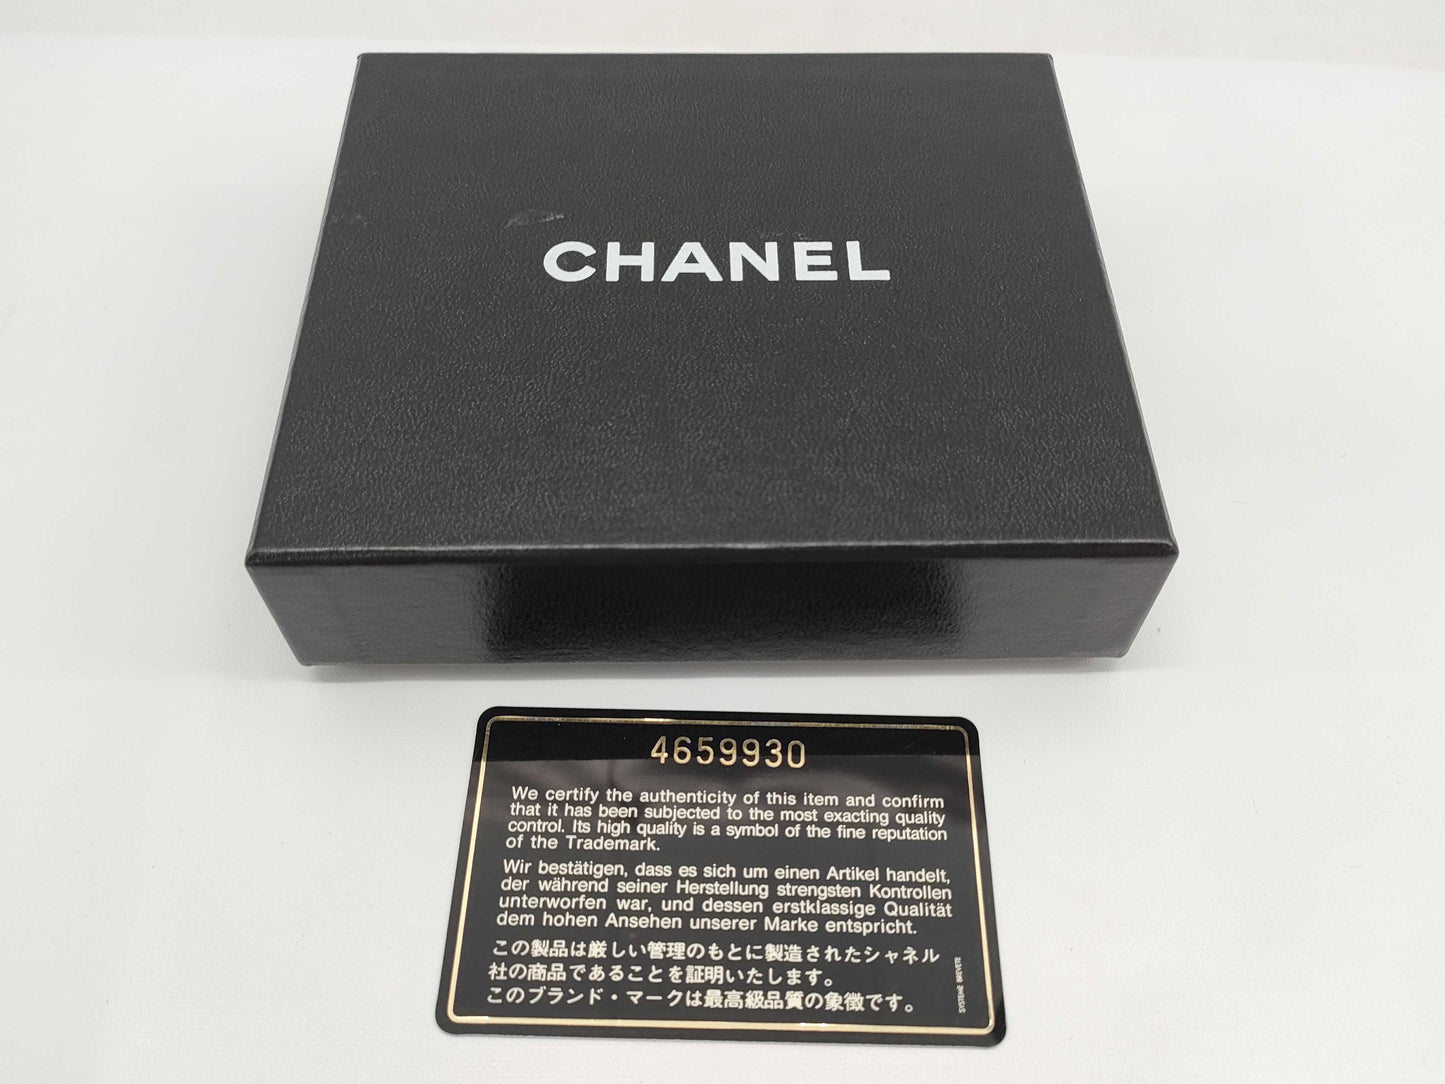 CHANEL
4659930
We certify the authenticity of this item and confirm
that it has been subjected to the most exacting quality
control. Its high quality is a symbol of the fine reputation
of the Trademark.
Wir bestätigen, dass es sich um einen Artikel handelt,
der während seiner Herstellung strengsten Kontrollen
unterworfen war, und dessen erstklassige Qualität
dem hohen Ansehen unserer Marke entspricht.
この製品は厳しい管理のもとに製造されたシャネル
社の商品であることを証明いたします。
このブランド・マークは最高級品質の象徴です。
SYSTEME BREVETE